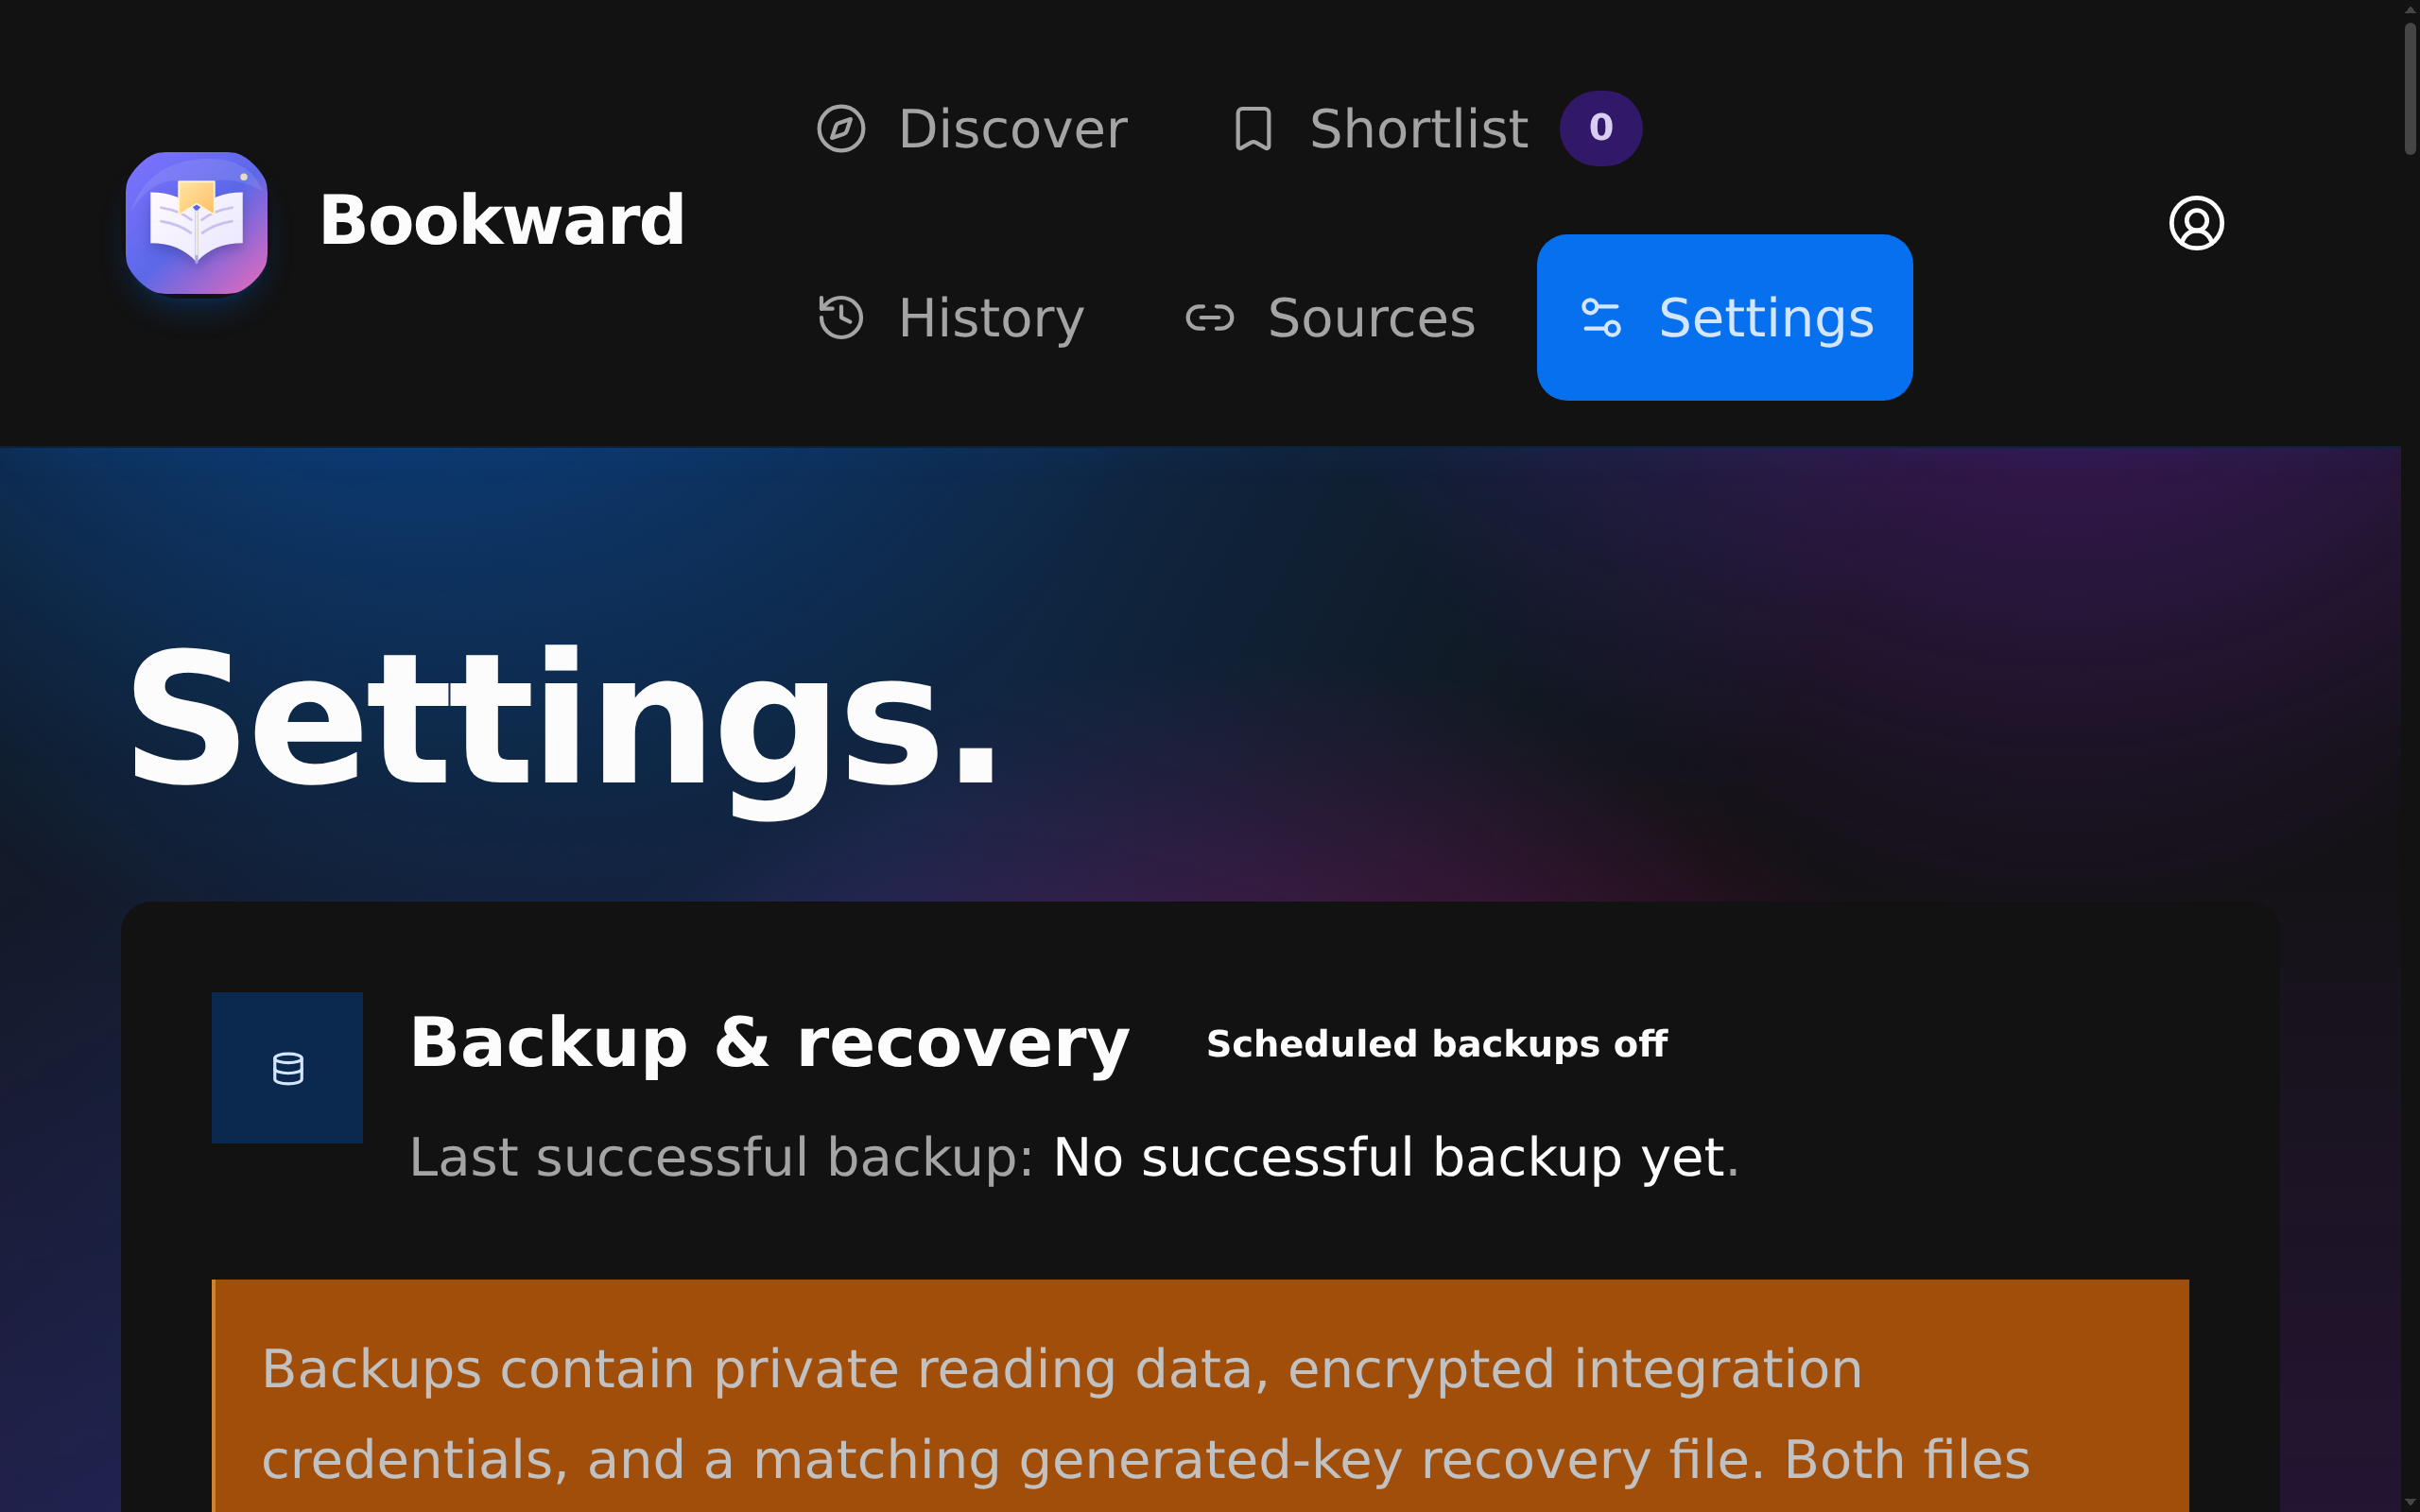 Discover
Shortlist 0
Bookward
History
Sources
Settings
Settings.
Backup & recovery
Scheduled backups off
Last successful backup: No successful backup yet.
Backups contain private reading data, encrypted integration
credentials, and a matching generated-key recovery file. Both files